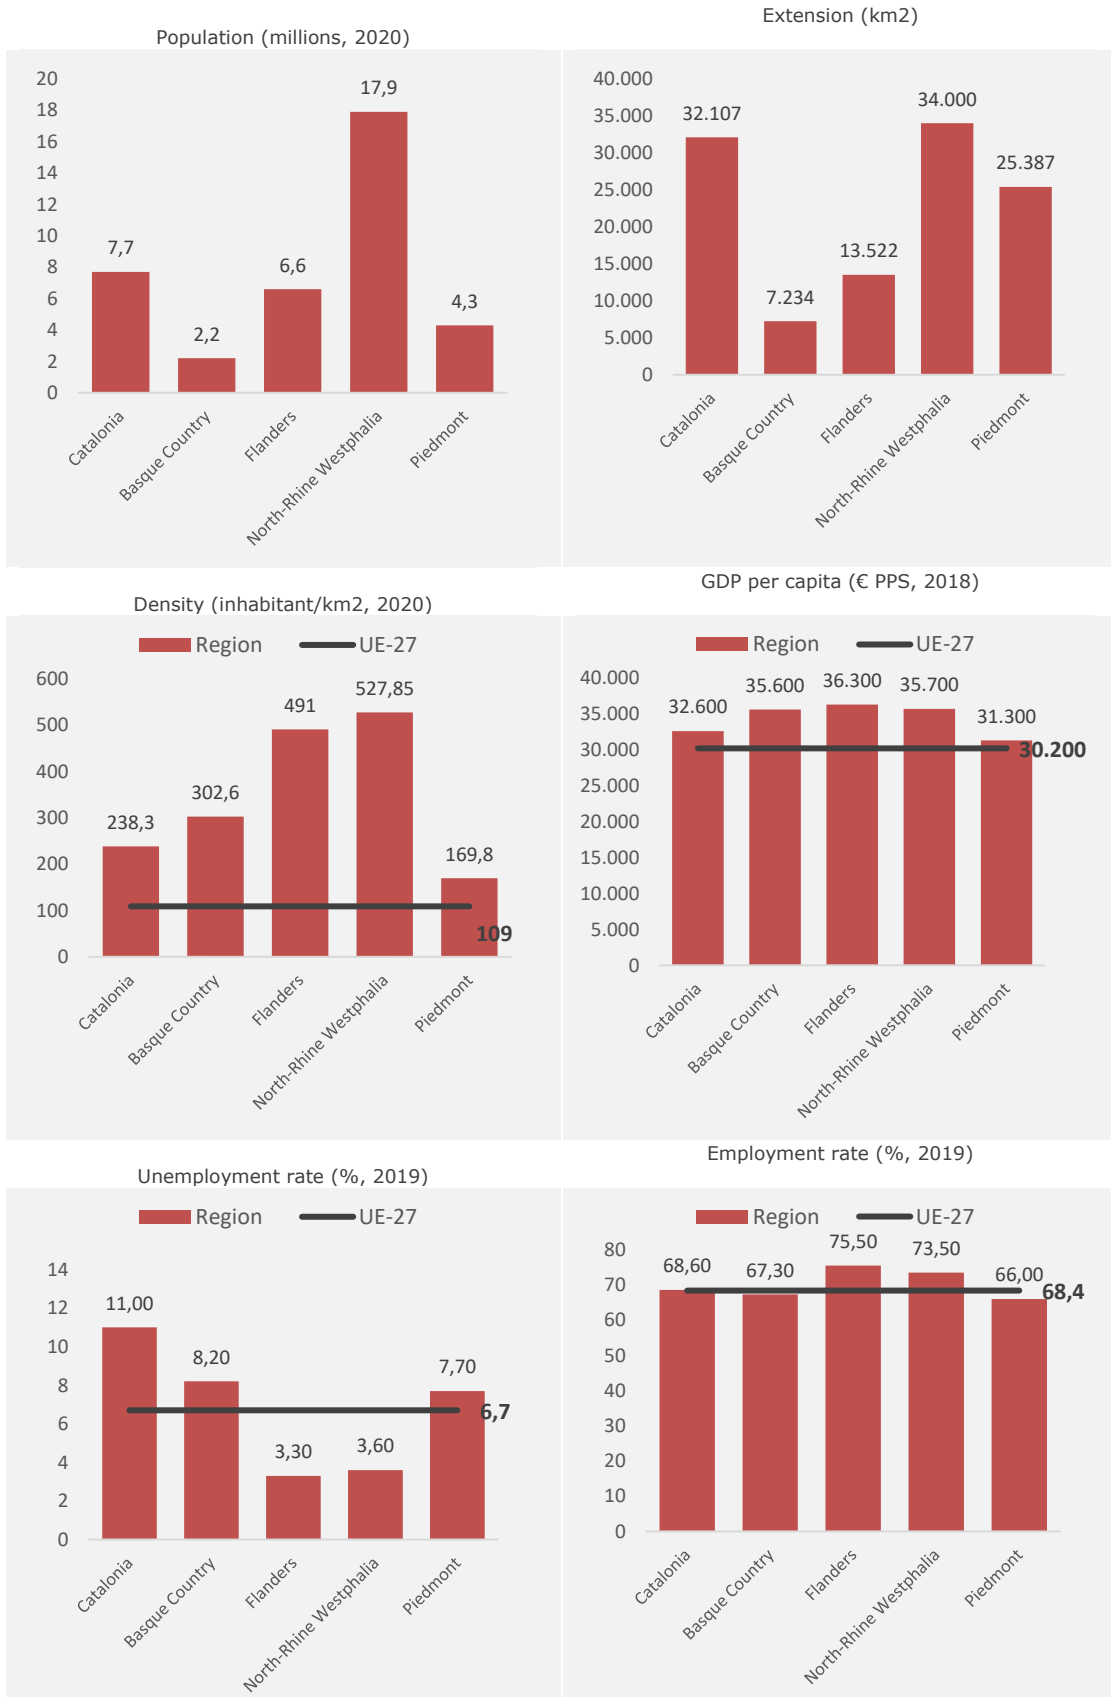 Population (millions, 2020)
20
18
16
14
12
10
8
6
4
2
0
7,7
2,2
6,6
17,9
4,3
Catalonia
Basque Country
Flanders
North-Rhine Westphalia
Piedmont
Extension (km2)
40.000
35.000
30.000
25.000
20.000
15.000
10.000
5.000
0
32.107
7.234
13.522
34.000
25.387
Catalonia
Basque Country
Flanders
North-Rhine Westphalia
Piedmont
Density (inhabitant/km2, 2020)
Region UE-27
600
500
400
300
200
100
0
238,3
302,6
491
527,85
169,8
109
Catalonia
Basque Country
Flanders
North-Rhine Westphalia
Piedmont
GDP per capita (€ PPS, 2018)
Region UE-27
40.000
35.000
30.000
25.000
20.000
15.000
10.000
5.000
0
32.600
35.600
36.300
35.700
31.300
30.200
Catalonia
Basque Country
Flanders
North-Rhine Westphalia
Piedmont
Unemployment rate (%, 2019)
Region UE-27
14
12
10
8
6
4
2
0
11,00
8,20
3,30
3,60
7,70
6,7
Catalonia
Basque Country
Flanders
North-Rhine Westphalia
Piedmont
Employment rate (%, 2019)
Region UE-27
80
70
60
50
40
30
20
10
0
68,60
67,30
75,50
73,50
66,00
68,4
Catalonia
Basque Country
Flanders
North-Rhine Westphalia
Piedmont